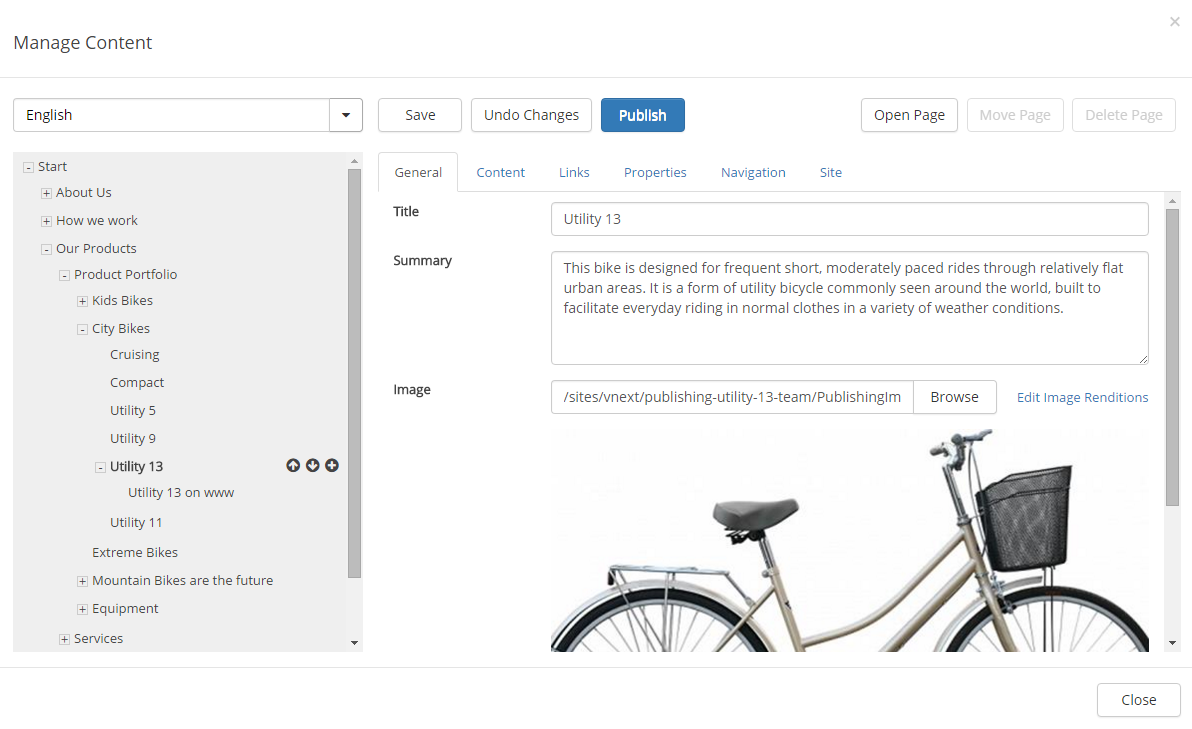 ×
Manage Content
English
Save
Undo Changes
Publish
Open Page
Move Page
Delete Page
Start
About Us
How we work
Our Products
Product Portfolio
Kids Bikes
City Bikes
Cruising
Compact
Utility 5
Utility 9
Utility 13
Utility 13 on www
Utility 11
Extreme Bikes
Mountain Bikes are the future
Equipment
Services
General
Content
Links
Properties
Navigation
Site
Title
Utility 13
Summary
This bike is designed for frequent short, moderately paced rides through relatively flat
urban areas. It is a form of utility bicycle commonly seen around the world, built to
facilitate everyday riding in normal clothes in a variety of weather conditions.
Image
/sites/vnext/publishing-utility-13-team/PublishingIm
Browse
Edit Image Renditions
Close